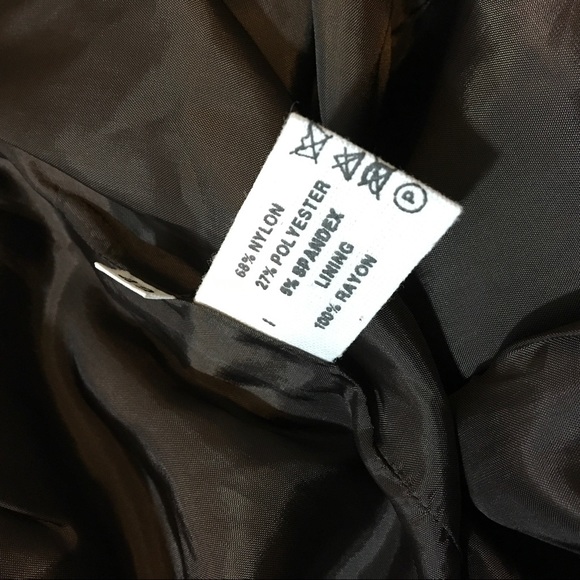 P
68% NYLON
27% POLYESTER
5% SPANDEX
LINING
100% RAYON